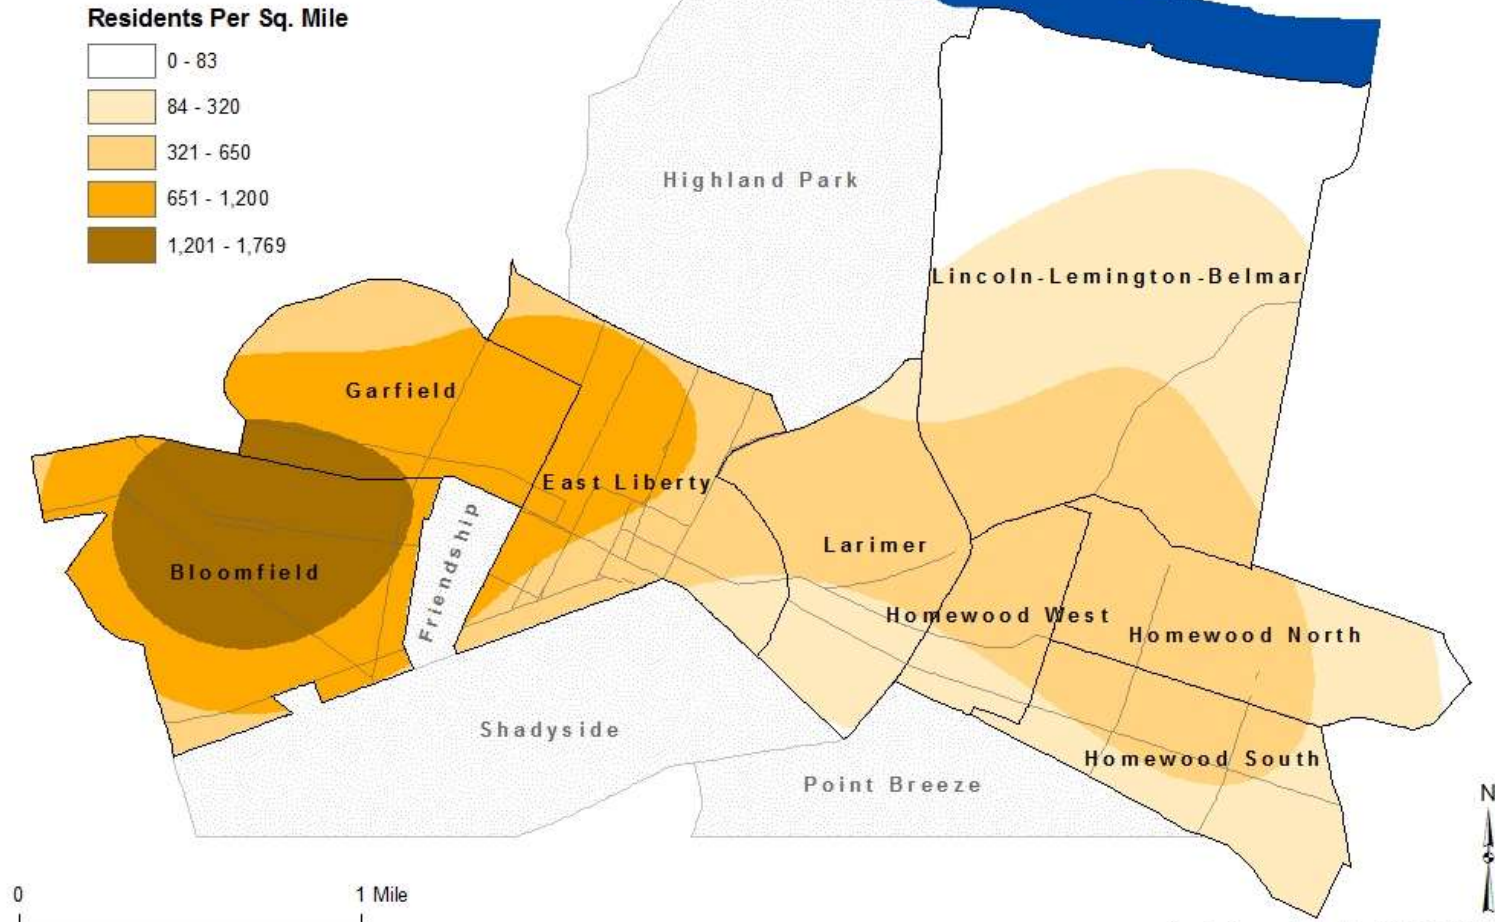 Residents Per Sq. Mile
0 - 83
84 - 320
321 - 650
651 - 1,200
1,201 - 1,769
Highland Park
Lincoln-Lemington-Belmar
Garfield
East Liberty
Friendship
Larimer
Bloomfield
Homewood West
Homewood North
Shadyside
Homewood South
Point Breeze
N
0 1 Mile